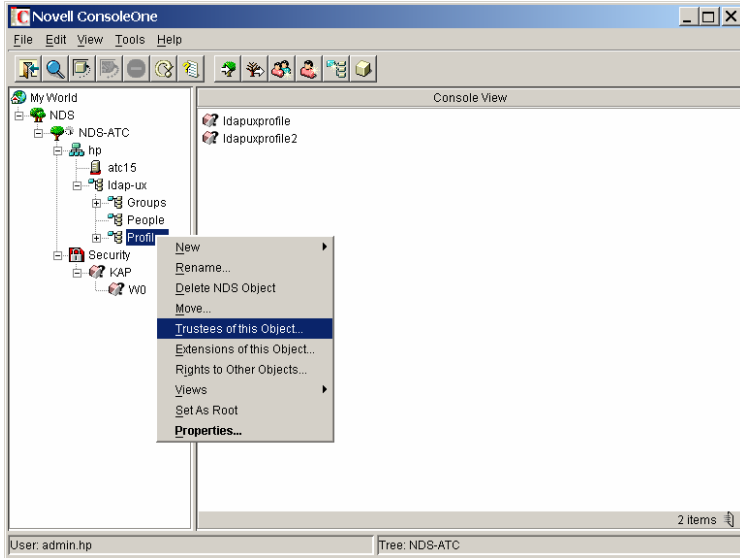 Novell ConsoleOne
File Edit View Tools Help
My World
NDS
NDS-ATC
hp
atc15
ldap-ux
Groups
People
Profil
Security
KAP
W0
Console View
ldapuxprofile
ldapuxprofile2
New
Rename...
Delete NDS Object
Move...
Trustees of this Object...
Extensions of this Object...
Rights to Other Objects...
Views
Set As Root
Properties...
2 items
User: admin.hp
Tree: NDS-ATC